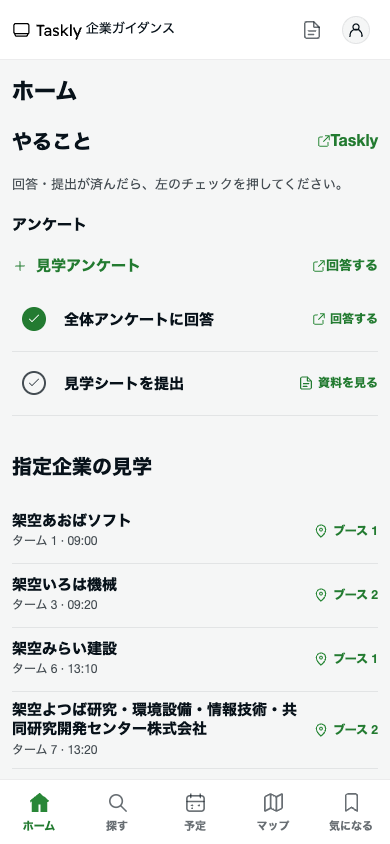 Taskly 企業ガイダンス
ホーム
やること
Taskly
回答・提出が済んだら、左のチェックを押してください。
アンケート
+ 見学アンケート
回答する
全体アンケートに回答
回答する
見学シートを提出
資料を見る
指定企業の見学
架空あおばソフト
ターム 1 · 09:00
ブース 1
架空いろは機械
ターム 3 · 09:20
ブース 2
架空みらい建設
ターム 6 · 13:10
ブース 1
架空よつば研究・環境設備・情報技術・共
同研究開発センター株式会社
ターム 7 · 13:20
ブース 2
ホーム
探す
予定
マップ
気になる